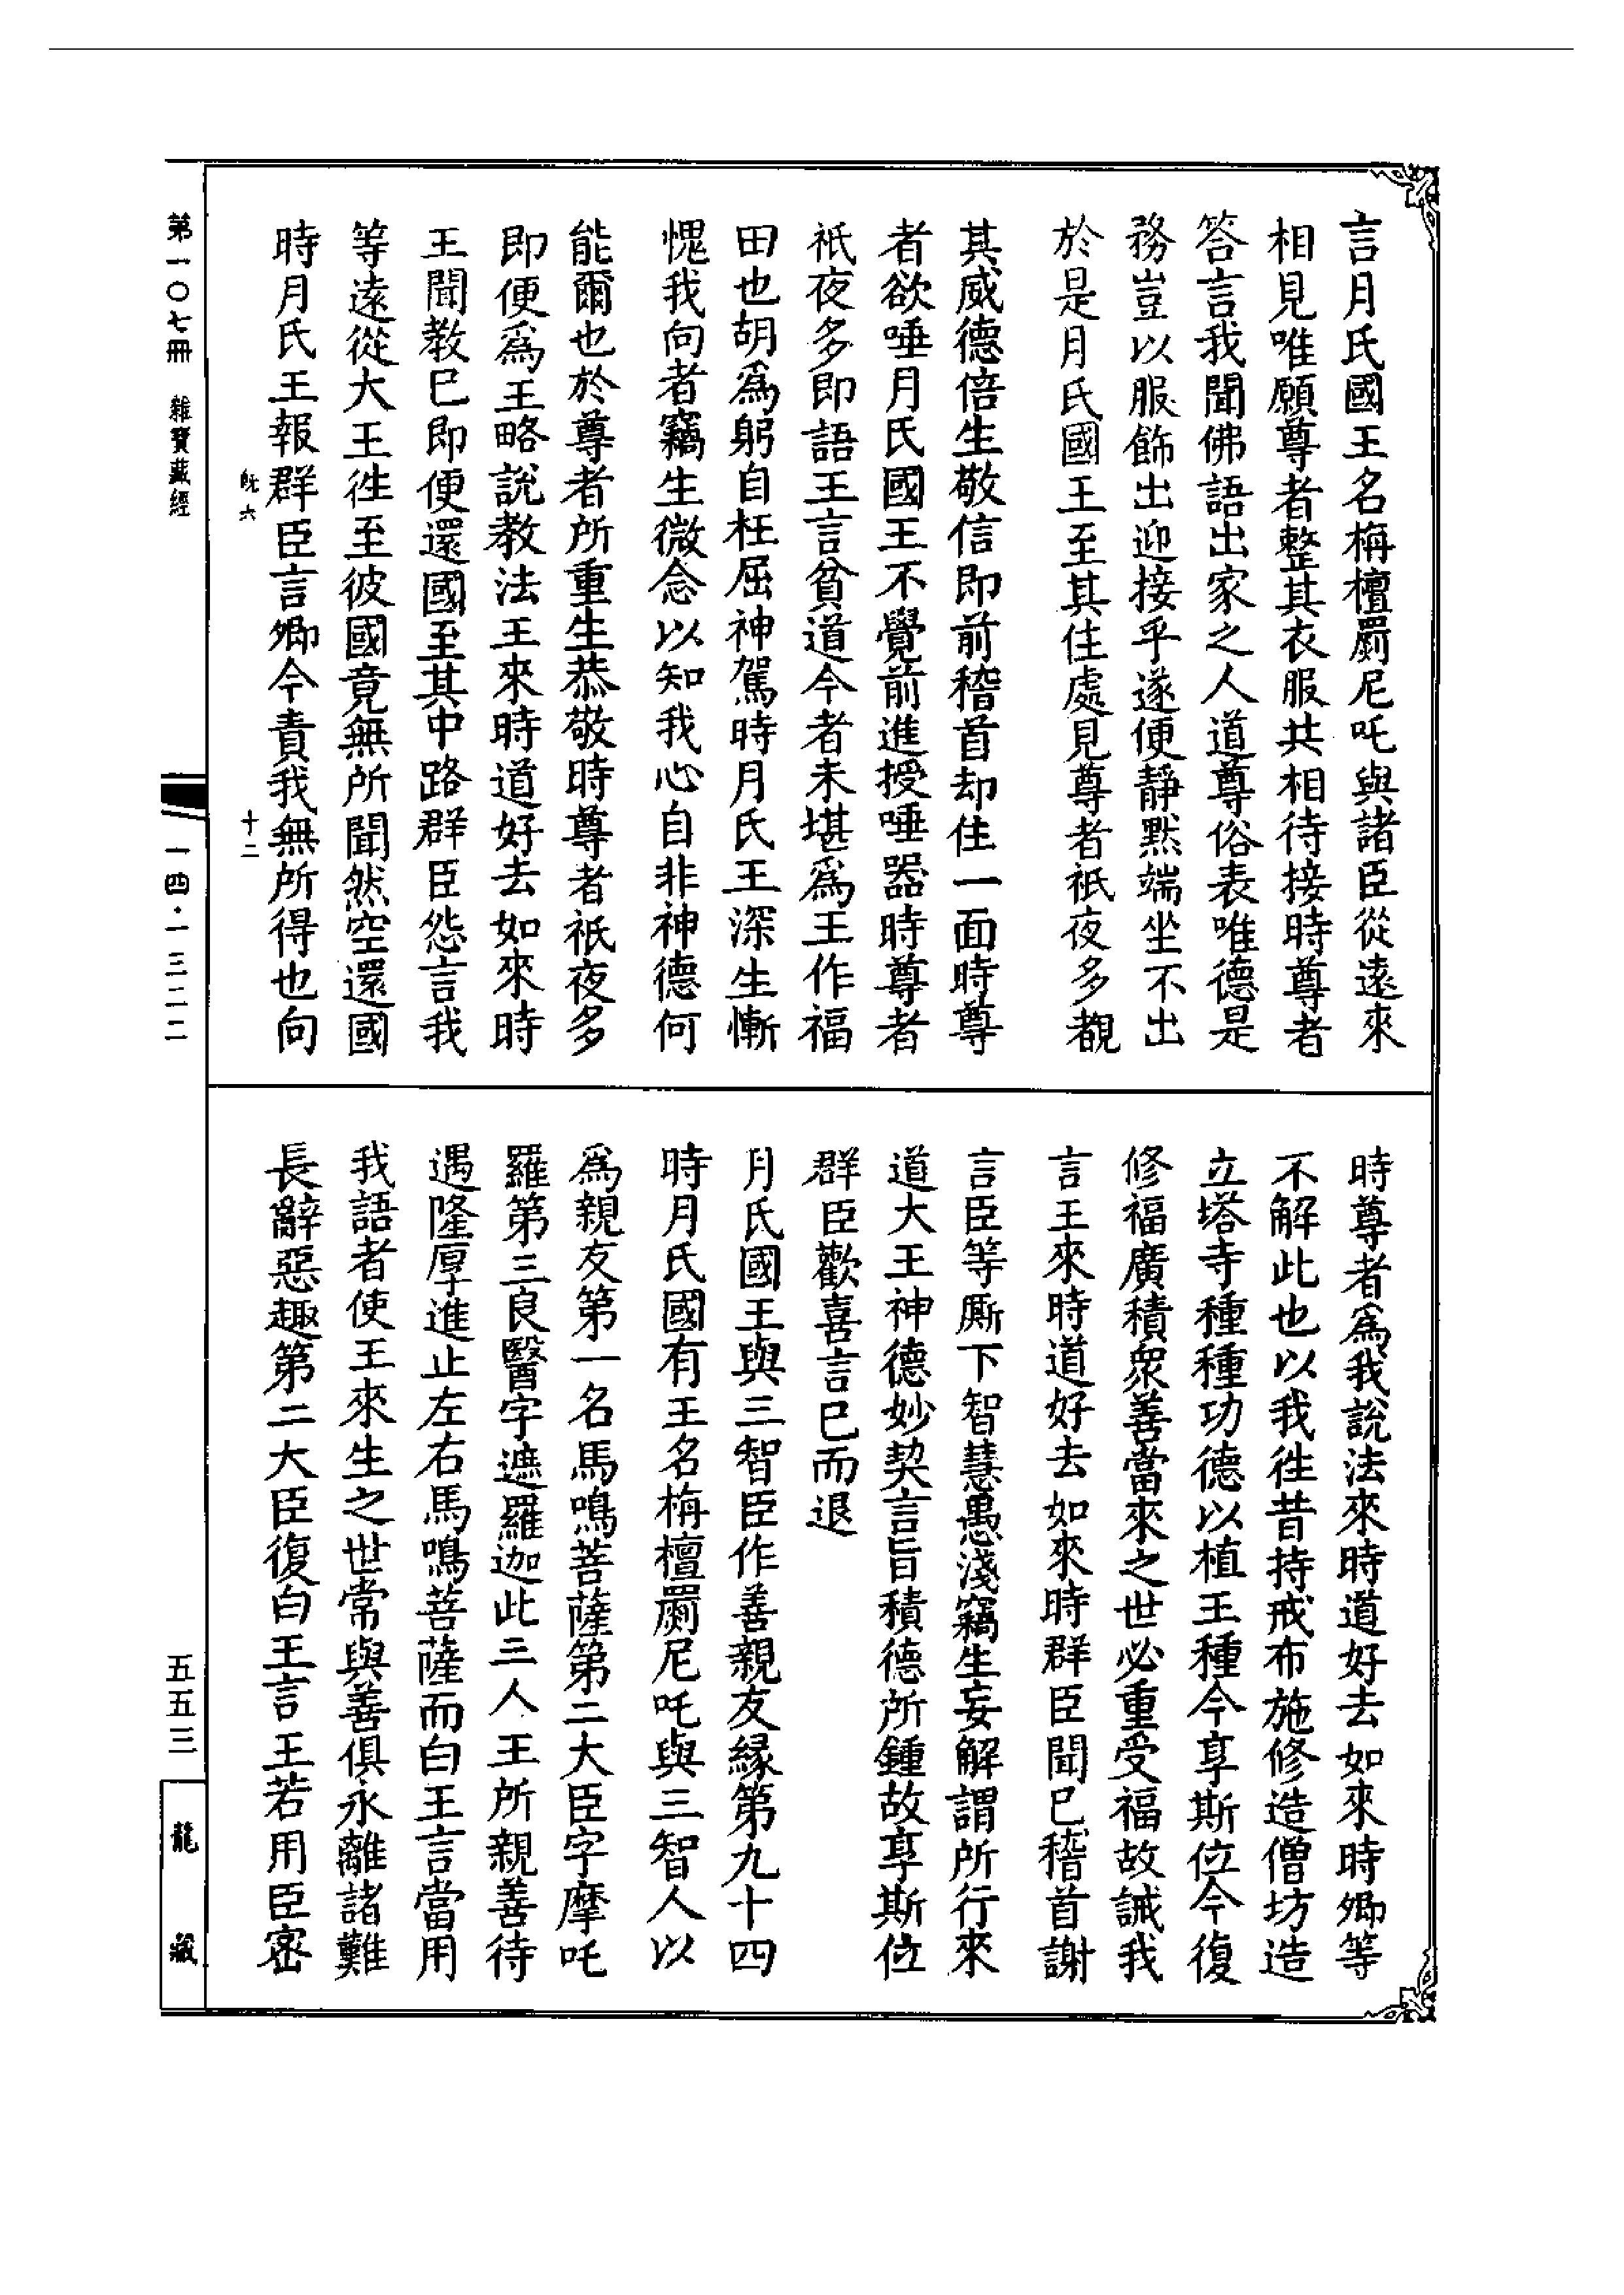 言月氏國王名栴檀罽尼吒與諸臣從遠來
相見唯願尊者整其衣服共相待接時尊者
答言我聞佛語出家之人道尊俗表唯德是
務豈以服飾出迎接乎遂便靜默端坐不出
於是月氏國王至其住處見尊者祇夜多覩
其威德倍生敬信即前稽首却住一面時尊
者欲唾月氏國王不覺前進授唾器時尊者
祇夜多即語王言貧道今者未堪爲王作福
田也胡爲躬自枉屈神駕時月氏王深生慚
愧我向者竊生微念以知我心自非神德何
能爾也於尊者所重生恭敬時尊者祇夜多
即便爲王略說教法王來時道好去如來時
王聞教已即便還國至其中路群臣怨言我
等遠從大王徃至彼國竟無所聞然空還國
時月氏王報群臣言卿今責我無所得也向
時尊者爲我說法來時道好去如來時卿等
不解此也以我徃昔持戒布施修造僧坊造
立塔寺種種功德以植王種今享斯位今復
修福廣積衆善當來之世必重受福故誡我
言王來時道好去如來時群臣聞已稽首謝
言臣等厮下智慧愚淺竊生妄解謂所行來
道大王神德妙契言旨積德所鍾故享斯位
群臣歡喜言已而退
月氏國王與三智臣作善親友緣第九十四
時月氏國有王名栴檀罽尼吒與三智人以
爲親友第一名馬鳴菩薩第二大臣字摩吒
羅第三良醫字遮羅迦此三人王所親善待
遇隆厚進止左右馬鳴菩薩而白王言當用
我語者使王來生之世常與善俱永離諸難
長辭惡趣第二大臣復白王言王若用臣密
旣六
十二
第一〇七冊 雜寶藏經
一四·一三二二
五五三
龍藏